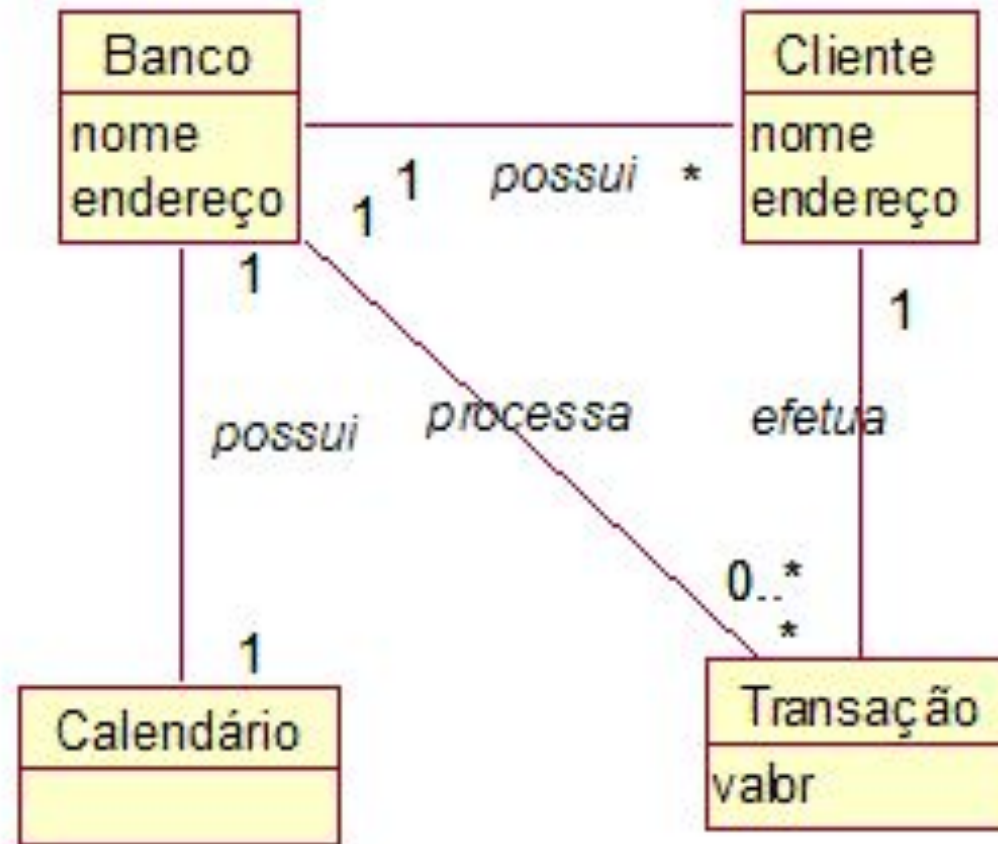 Banco
nome
endereço
Cliente
nome
endereço
1
possui
*
1
1
1
possui
processa
efetua
0..*
*
1
Calendário
Transação
valor